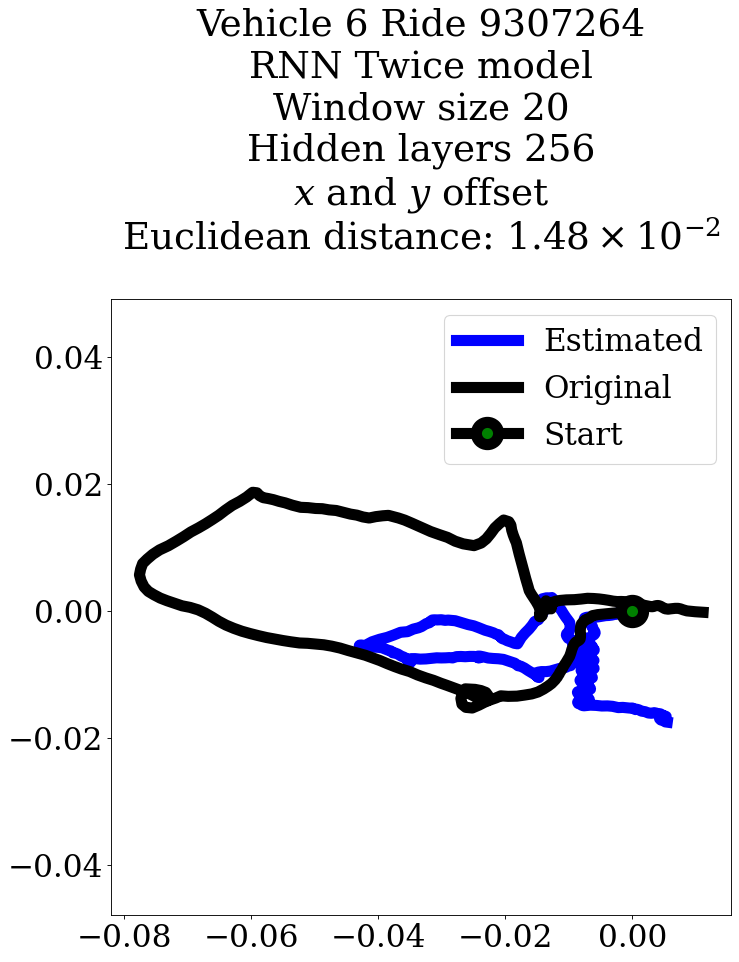 Vehicle 6 Ride 9307264
RNN Twice model
Window size 20
Hidden layers 256
x and y offset
Euclidean distance: 1.48 × 10⁻²
Estimated
Original
Start
0.04
0.02
0.00
−0.02
−0.04
−0.08 −0.06 −0.04 −0.02 0.00